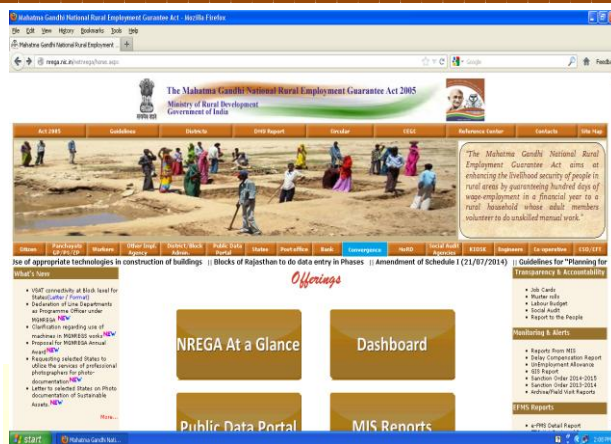 Mahatma Gandhi National Rural Employment Gurantee Act - Mozilla Firefox
File Edit View History Bookmarks Tools Help
Mahatma Gandhi National Rural Employment ...
nrega.nic.in/netnrega/home.aspx
Google
Feedb
The Mahatma Gandhi National Rural Employment Guarantee Act 2005
Ministry of Rural Development
Government of India
Act 2005 Guidelines Districts DMU Report Circular CEGC Reference Center Contacts Site Map
"The Mahatma Gandhi National Rural
Employment Guarantee Act aims at
enhancing the livelihood security of people in
rural areas by guaranteeing hundred days of
wage-employment in a financial year to a
rural household whose adult members
volunteer to do unskilled manual work."
Citizen Panchayats GP/PS/ZP Workers Other Impl. Agency District/Block Admin. Public Data Portal States Post office Bank Convergence MoRD Social Audit Agencies KIOSK Engineers Co-operative CSO/EFT
Use of appropriate technologies in construction of buildings || Blocks of Rajasthan to do data entry in Phases || Amendment of Schedule I (21/07/2014) || Guidelines for "Planning for
What's New
VSAT connectivity at Block level for
States(Letter / Format)
Declaration of Line Departments
as Programme Officer under
MGNREGA NEW
Clarification regarding use of
machines in MGNREGS works NEW
Proposal for MGNREGA Annual
Award NEW
Requesting selected States to
utilize the services of professional
photographers for photo-
documentation NEW
Letter to selected States on Photo
documentation of Sustainable
Assets. NEW
More...
Offerings
NREGA At a Glance
Dashboard
Public Data Portal
MIS Reports
Transparency & Accountability
Job Cards
Muster rolls
Labour Budget
Social Audit
Report to the People
Monitoring & Alerts
Reports From MIS
Delay Compensation Report
UnEmployment Allowance
GIS Report
Sanction Order 2014-2015
Sanction Order 2013-2014
Archive/Field Visit Reports
EFMS Reports
e-FMS Detail Report
start
Mahatma Gandhi Nati...